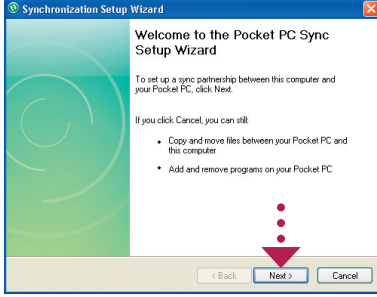 Synchronization Setup Wizard
Welcome to the Pocket PC Sync
Setup Wizard
To set up a sync partnership between this computer and
your Pocket PC, click Next.
If you click Cancel, you can still:
• Copy and move files between your Pocket PC and
this computer
• Add and remove programs on your Pocket PC
< Back
Next >
Cancel